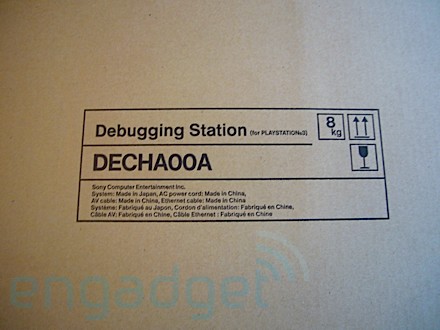 Debugging Station (for PLAYSTATION®3)
8
kg
DECHA00A
Sony Computer Entertainment Inc.
System: Made in Japan, AC power cord: Made in China,
AV cable: Made in China, Ethernet cable: Made in China
Système: Fabriqué au Japon, Cordon d'alimentation: Fabriqué en Chine,
Câble AV: Fabriqué en Chine, Câble Ethernet : Fabriqué en Chine
engadget